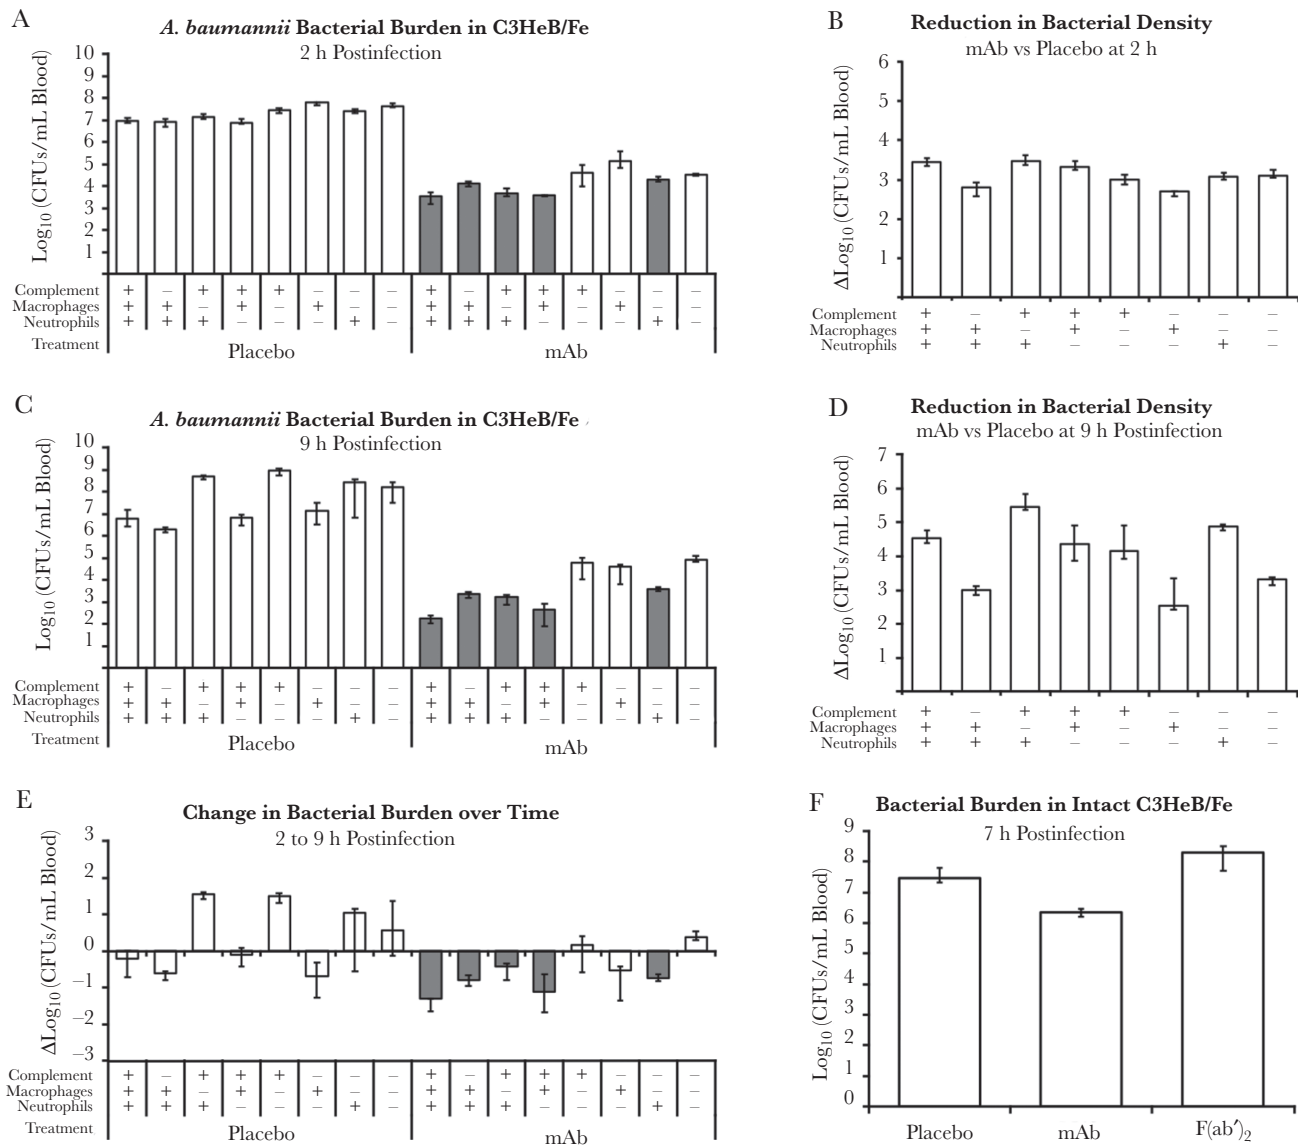 A
A. baumannii Bacterial Burden in C3HeB/Fe
2 h Postinfection
Log10 (CFUs/mL Blood)
10
9
8
7
6
5
4
3
2
1
Complement + – + + + – – – + – + + + – – –
Macrophages + + – + – + – – + + – + – + – –
Neutrophils + + + – – – + – + + + – – – + –
Treatment Placebo mAb
B
Reduction in Bacterial Density
mAb vs Placebo at 2 h
ΔLog10 (CFUs/mL Blood)
6
5
4
3
2
1
0
Complement + – + + + – – –
Macrophages + + – + – + – –
Neutrophils + + + – – – + –
C
A. baumannii Bacterial Burden in C3HeB/Fe
9 h Postinfection
Log10 (CFUs/mL Blood)
10
9
8
7
6
5
4
3
2
1
Complement + – + + + – – – + – + + + – – –
Macrophages + + – + – + – – + + – + – + – –
Neutrophils + + + – – – + – + + + – – – + –
Treatment Placebo mAb
D
Reduction in Bacterial Density
mAb vs Placebo at 9 h Postinfection
ΔLog10 (CFUs/mL Blood)
7
6
5
4
3
2
1
Complement + – + + + – – –
Macrophages + + – + – + – –
Neutrophils + + + – – – + –
E
Change in Bacterial Burden over Time
2 to 9 h Postinfection
ΔLog10 (CFUs/mL Blood)
3
2
1
0
–1
–2
–3
Complement + – + + + – – – + – + + + – – –
Macrophages + + – + – + – – + + – + – + – –
Neutrophils + + + – – – + – + + + – – – + –
Treatment Placebo mAb
F
Bacterial Burden in Intact C3HeB/Fe
7 h Postinfection
Log10 (CFUs/mL Blood)
9
8
7
6
5
4
3
2
1
0
Placebo mAb F(ab′)2